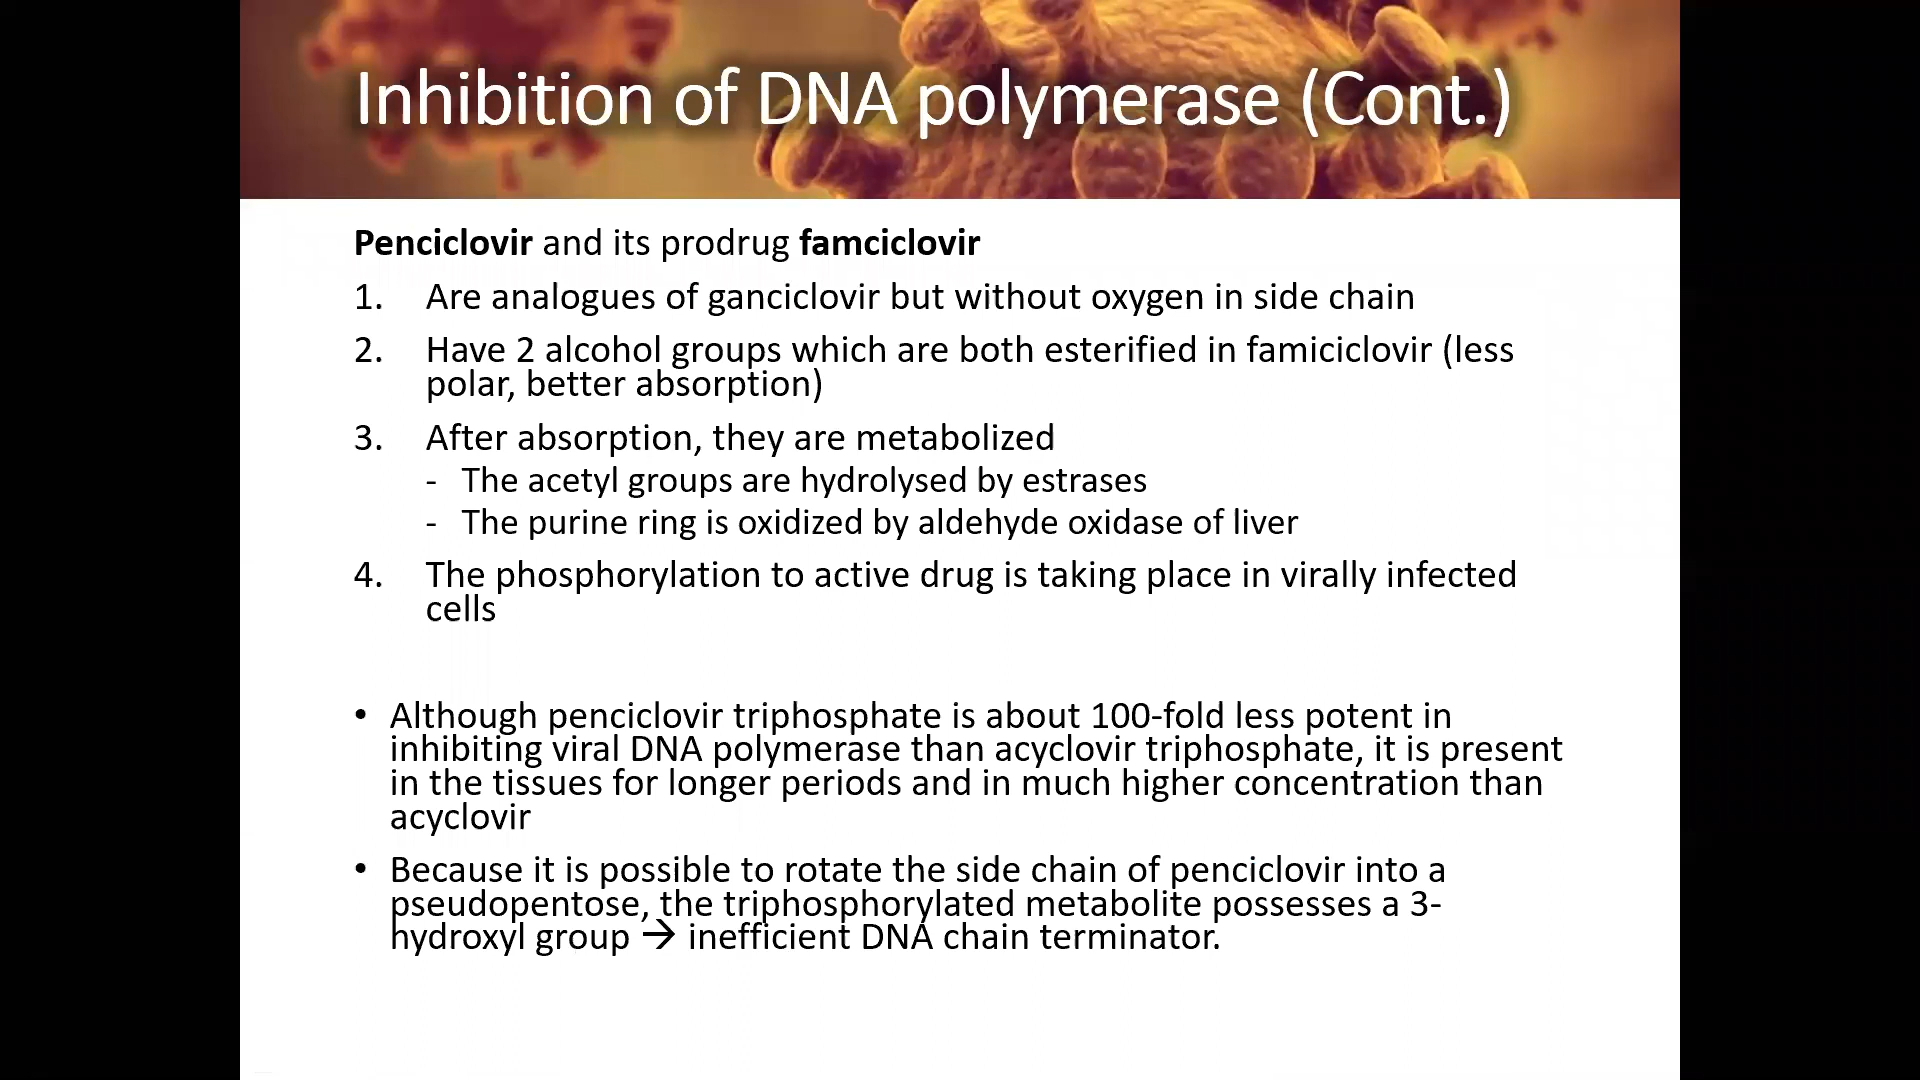 Inhibition of DNA polymerase (Cont.)
Penciclovir and its prodrug famciclovir
1. Are analogues of ganciclovir but without oxygen in side chain
2. Have 2 alcohol groups which are both esterified in famiciclovir (less
polar, better absorption)
3. After absorption, they are metabolized
- The acetyl groups are hydrolysed by estrases
- The purine ring is oxidized by aldehyde oxidase of liver
4. The phosphorylation to active drug is taking place in virally infected
cells
• Although penciclovir triphosphate is about 100-fold less potent in
inhibiting viral DNA polymerase than acyclovir triphosphate, it is present
in the tissues for longer periods and in much higher concentration than
acyclovir
• Because it is possible to rotate the side chain of penciclovir into a
pseudopentose, the triphosphorylated metabolite possesses a 3-
hydroxyl group → inefficient DNA chain terminator.